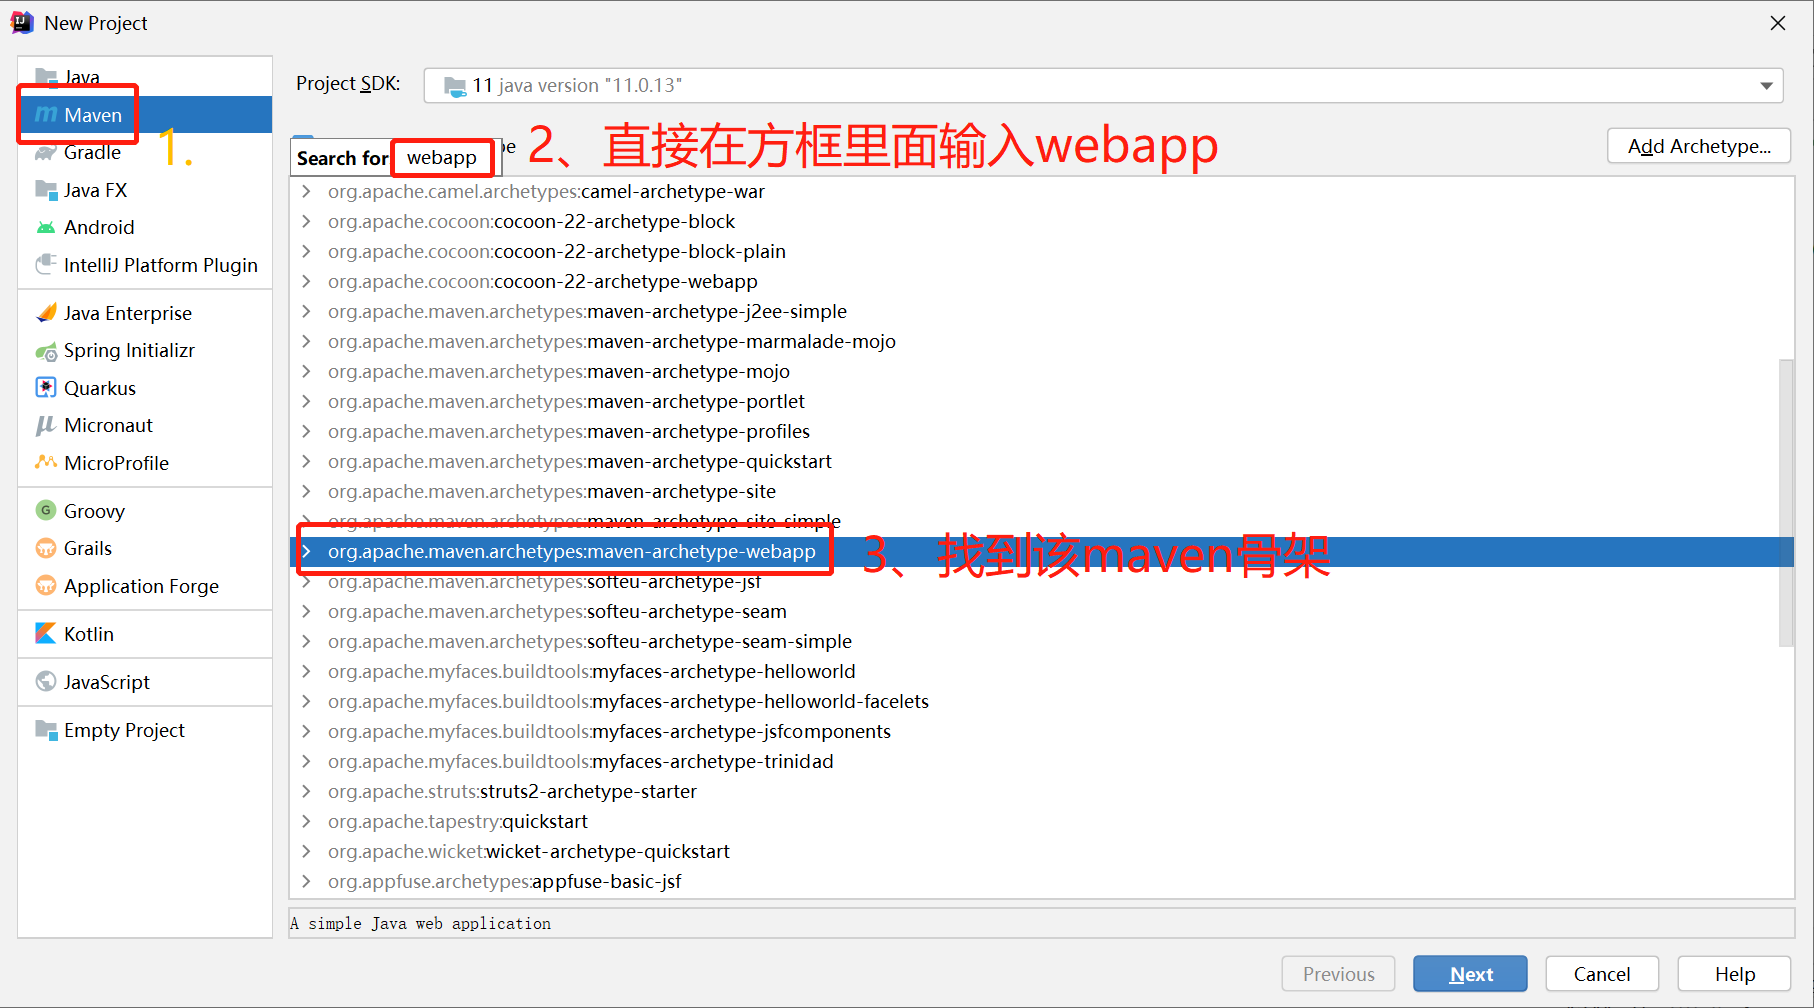 New Project
Java
Maven
1.
Gradle
Java FX
Android
IntelliJ Platform Plugin
Java Enterprise
Spring Initializr
Quarkus
Micronaut
MicroProfile
Groovy
Grails
Application Forge
Kotlin
JavaScript
Empty Project
Project SDK: 11 java version "11.0.13"
Search for: webapp
2、直接在方框里面输入webapp
Add Archetype...
org.apache.camel.archetypes:camel-archetype-war
org.apache.cocoon:cocoon-22-archetype-block
org.apache.cocoon:cocoon-22-archetype-block-plain
org.apache.cocoon:cocoon-22-archetype-webapp
org.apache.maven.archetypes:maven-archetype-j2ee-simple
org.apache.maven.archetypes:maven-archetype-marmalade-mojo
org.apache.maven.archetypes:maven-archetype-mojo
org.apache.maven.archetypes:maven-archetype-portlet
org.apache.maven.archetypes:maven-archetype-profiles
org.apache.maven.archetypes:maven-archetype-quickstart
org.apache.maven.archetypes:maven-archetype-site
org.apache.maven.archetypes:maven-archetype-site-simple
org.apache.maven.archetypes:maven-archetype-webapp
3、找到该maven骨架
org.apache.maven.archetypes:softeu-archetype-jsf
org.apache.maven.archetypes:softeu-archetype-seam
org.apache.maven.archetypes:softeu-archetype-seam-simple
org.apache.myfaces.buildtools:myfaces-archetype-helloworld
org.apache.myfaces.buildtools:myfaces-archetype-helloworld-facelets
org.apache.myfaces.buildtools:myfaces-archetype-jsfcomponents
org.apache.myfaces.buildtools:myfaces-archetype-trinidad
org.apache.struts:struts2-archetype-starter
org.apache.tapestry:quickstart
org.apache.wicket:wicket-archetype-quickstart
org.appfuse.archetypes:appfuse-basic-jsf
A simple Java web application
Previous
Next
Cancel
Help